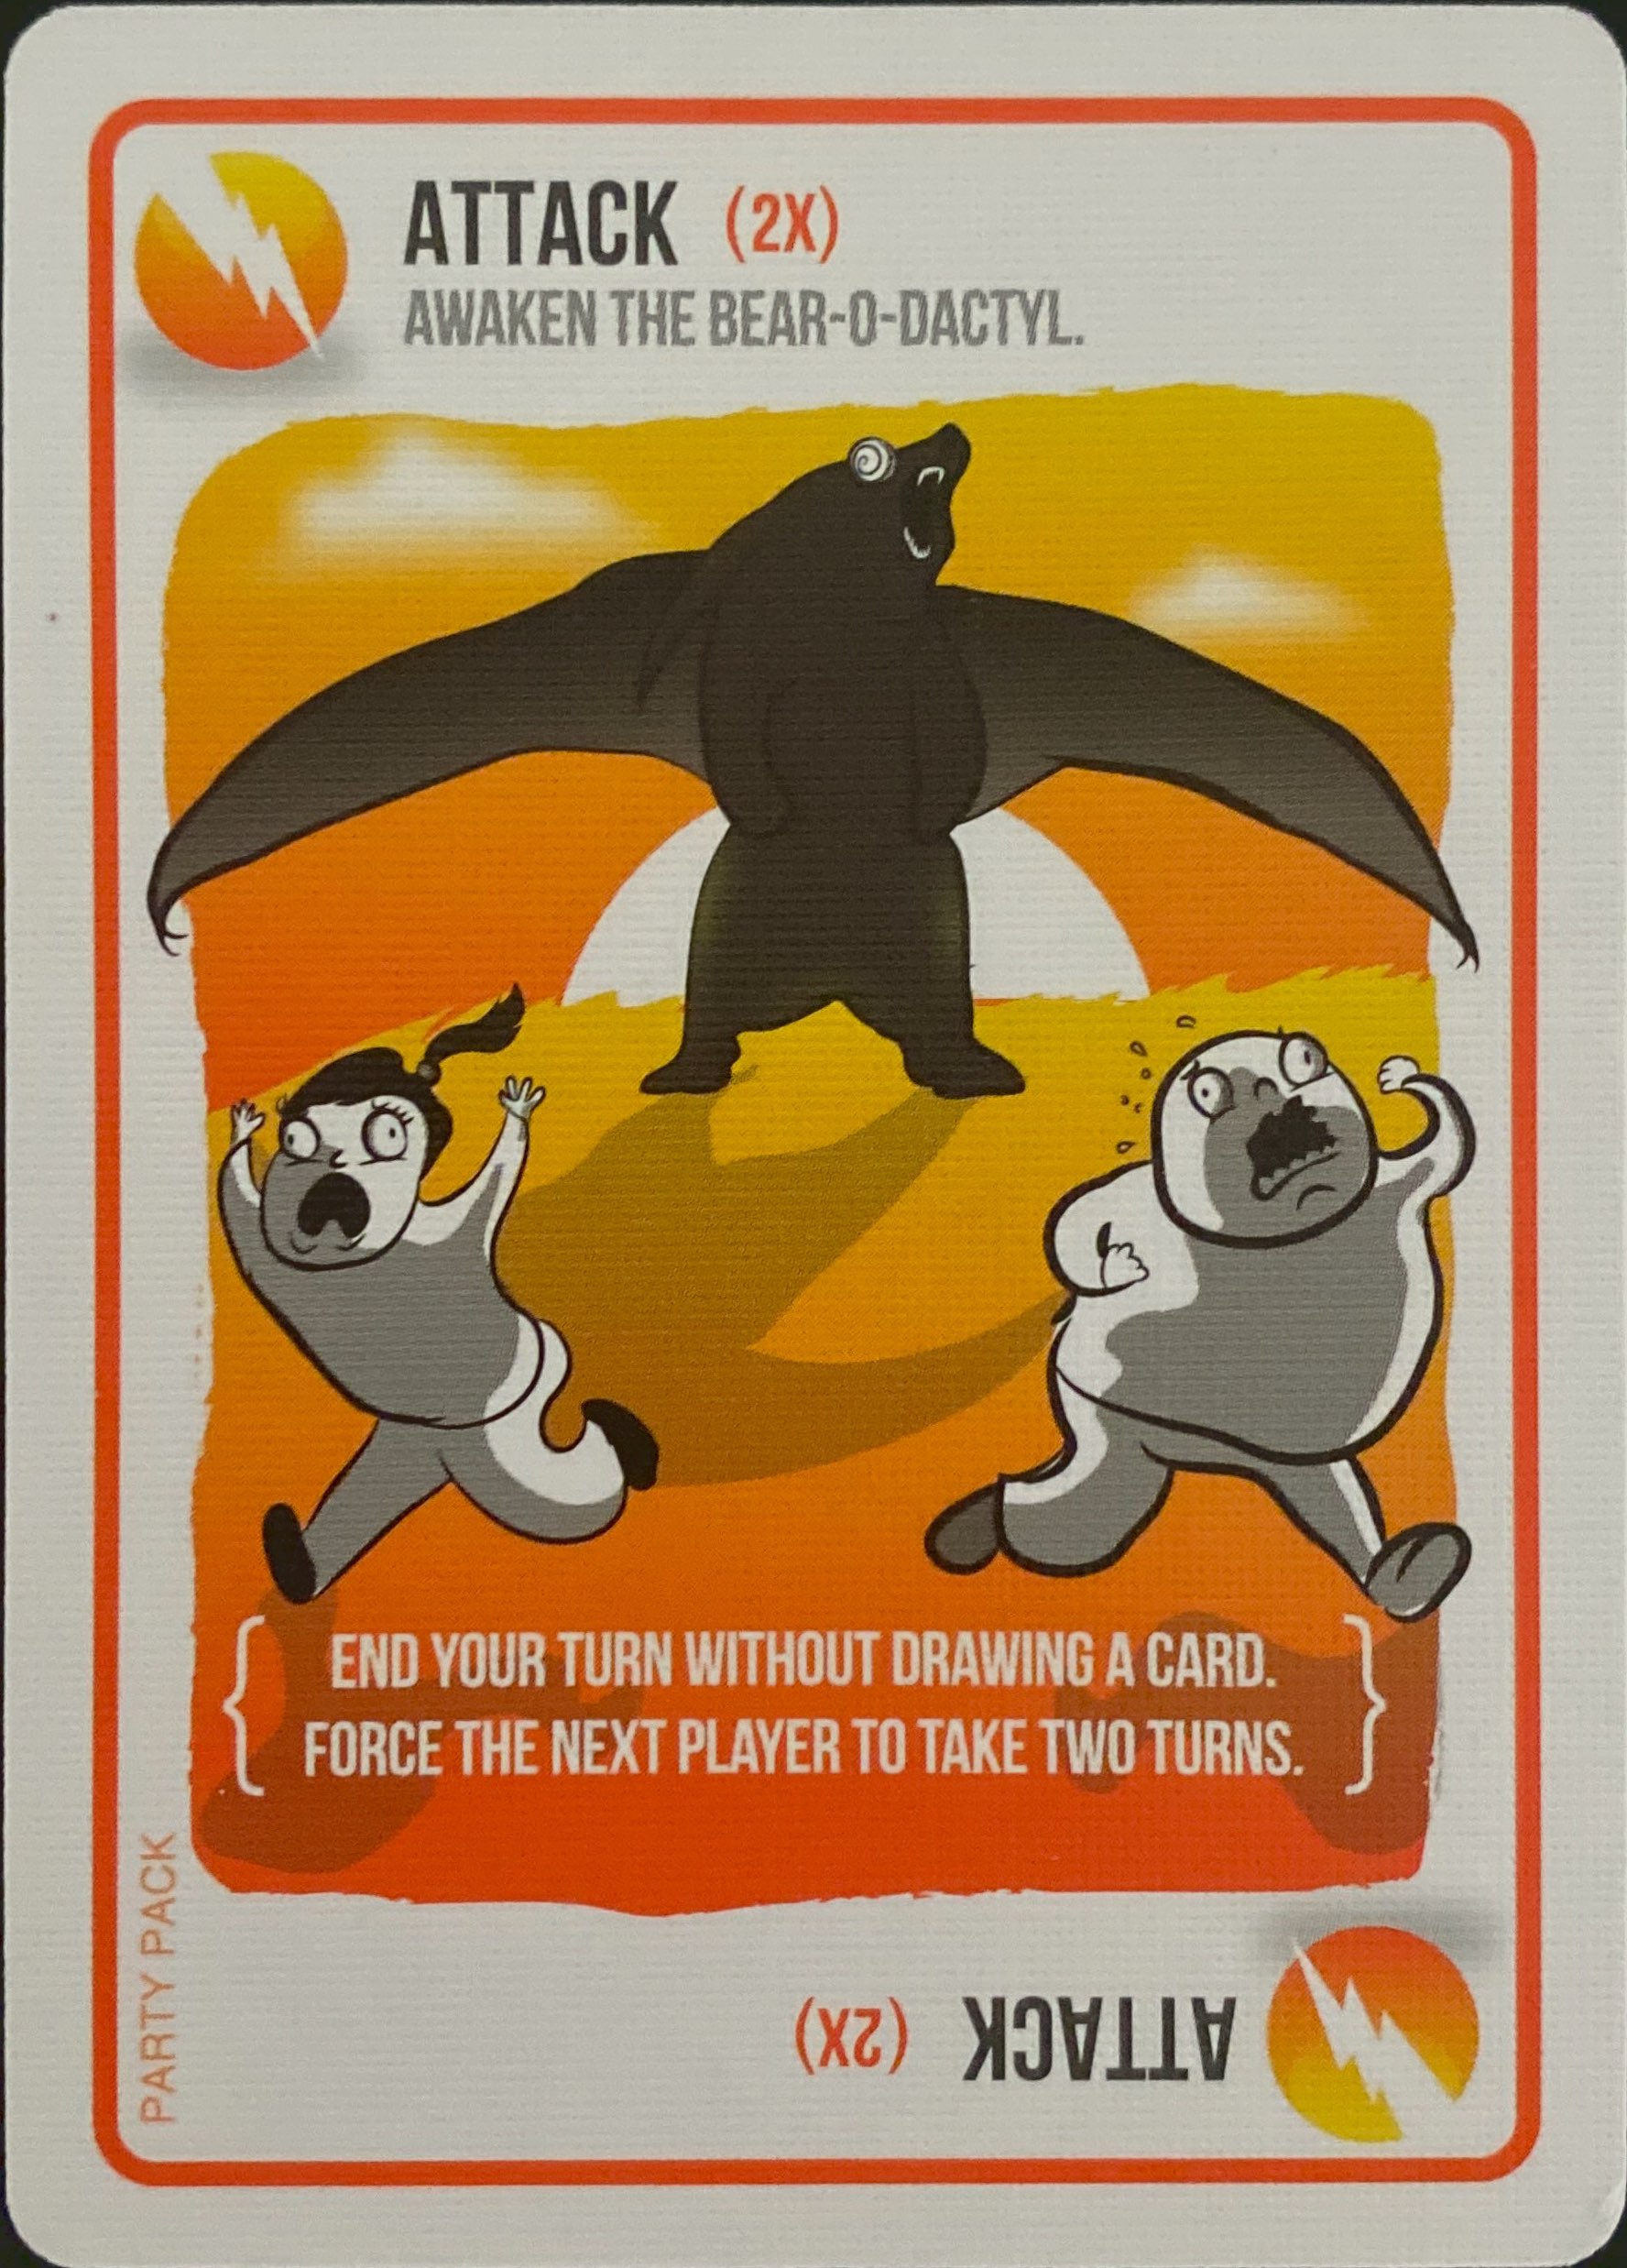 ATTACK (2X)
AWAKEN THE BEAR-O-DACTYL.
END YOUR TURN WITHOUT DRAWING A CARD.
FORCE THE NEXT PLAYER TO TAKE TWO TURNS.
PARTY PACK
ATTACK (2X)